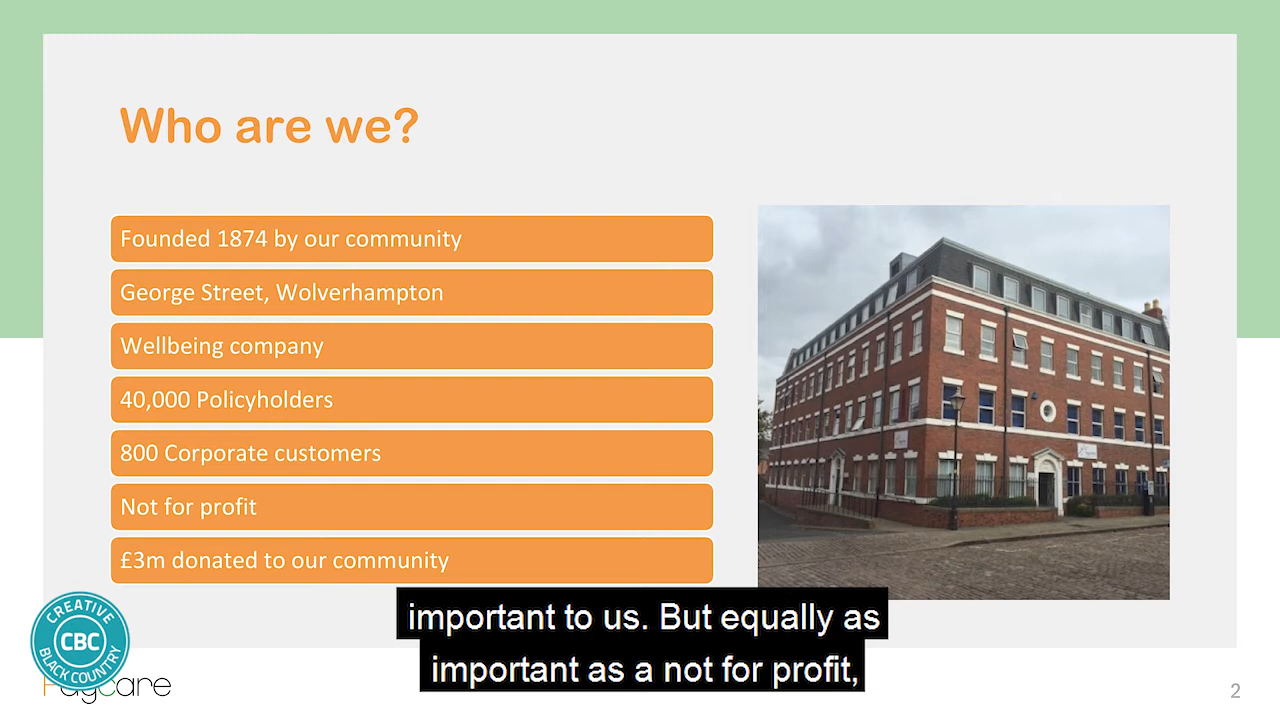 Who are we?
Founded 1874 by our community
George Street, Wolverhampton
Wellbeing company
40,000 Policyholders
800 Corporate customers
Not for profit
£3m donated to our community
important to us. But equally as
important as a not for profit,
CREATIVE
CBC
BLACK COUNTRY
Paycare
2